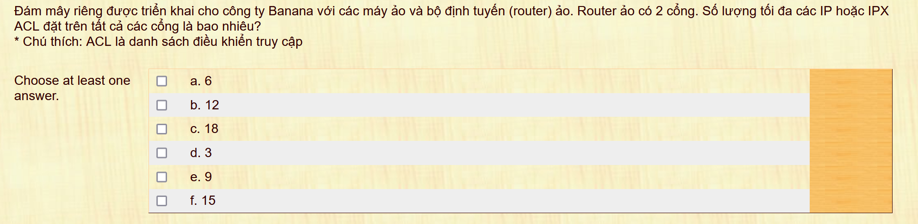 Đám mây riêng được triển khai cho công ty Banana với các máy ảo và bộ định tuyến (router) ảo. Router ảo có 2 cổng. Số lượng tối đa các IP hoặc IPX
ACL đặt trên tất cả các cổng là bao nhiêu?
* Chú thích: ACL là danh sách điều khiển truy cập
Choose at least one
answer.
a. 6
b. 12
c. 18
d. 3
e. 9
f. 15